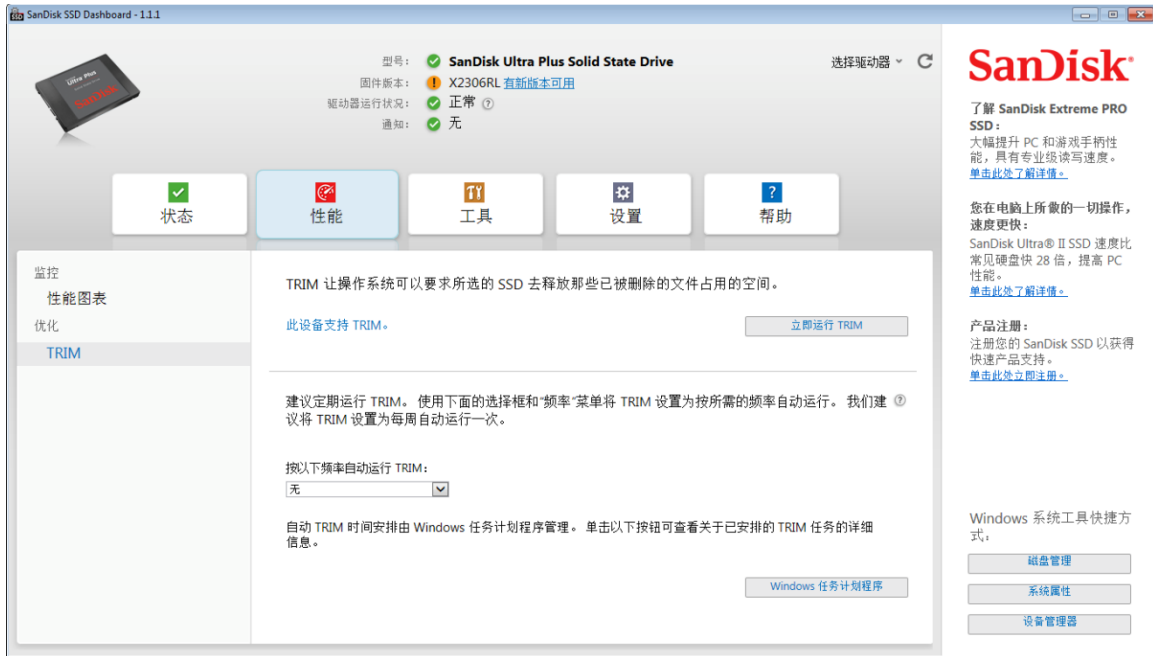 SanDisk SSD Dashboard - 1.1.1
型号： SanDisk Ultra Plus Solid State Drive
选择驱动器
固件版本： X2306RL 有新版本可用
驱动器运行状况： 正常
通知： 无
Ultra Plus
SanDisk
状态
性能
工具
设置
帮助
监控
性能图表
优化
TRIM
TRIM 让操作系统可以要求所选的 SSD 去释放那些已被删除的文件占用的空间。
此设备支持 TRIM。
立即运行 TRIM
建议定期运行 TRIM。 使用下面的选择框和“频率”菜单将 TRIM 设置为按所需的频率自动运行。 我们建
议将 TRIM 设置为每周自动运行一次。
按以下频率自动运行 TRIM：
无
自动 TRIM 时间安排由 Windows 任务计划程序管理。 单击以下按钮可查看关于已安排的 TRIM 任务的详细
信息。
Windows 任务计划程序
SanDisk
了解 SanDisk Extreme PRO
SSD：
大幅提升 PC 和游戏手柄性
能，具有专业级读写速度。
单击此处了解详情。
您在电脑上所做的一切操作，
速度更快：
SanDisk Ultra® II SSD 速度比
常见硬盘快 28 倍，提高 PC
性能。
单击此处了解详情。
产品注册：
注册您的 SanDisk SSD 以获得
快速产品支持。
单击此处立即注册。
Windows 系统工具快捷方
式：
磁盘管理
系统属性
设备管理器